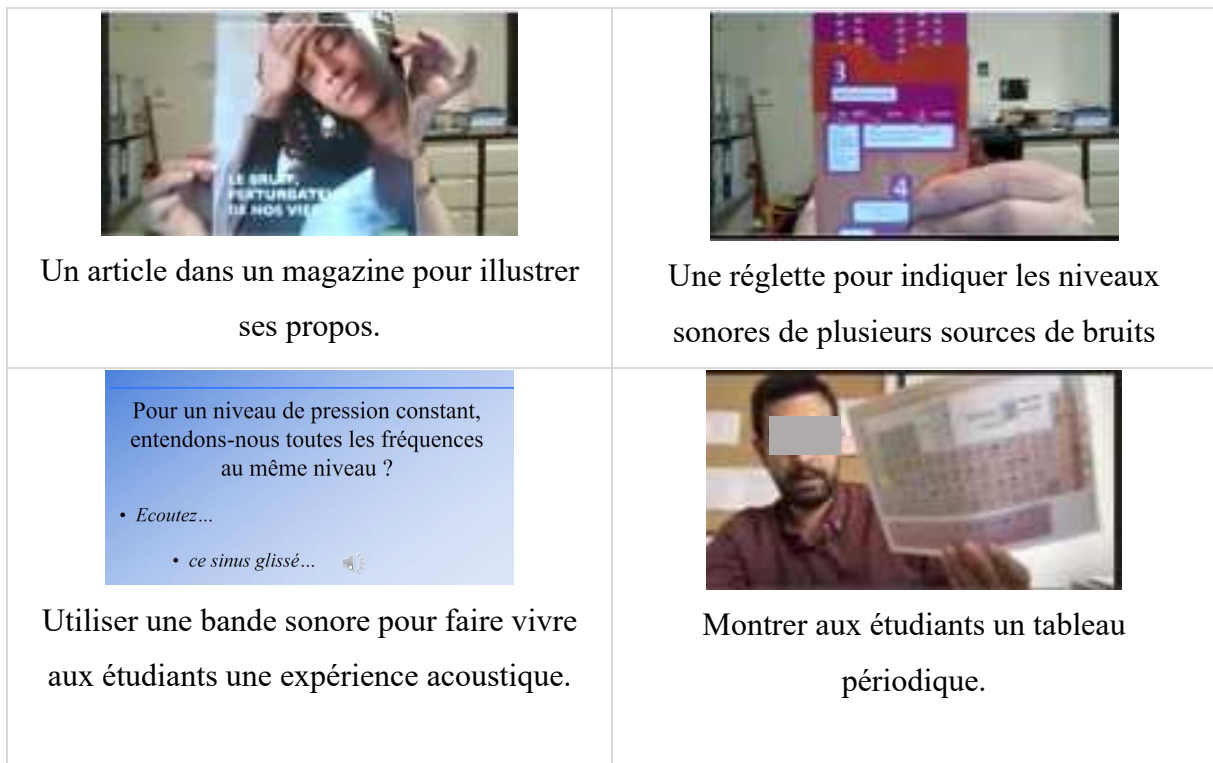 LE BRUIT,
PERTURBATEUR
DE NOS VIES
3
4
Un article dans un magazine pour illustrer
ses propos.
Une réglette pour indiquer les niveaux
sonores de plusieurs sources de bruits
Pour un niveau de pression constant,
entendons-nous toutes les fréquences
au même niveau ?
• Ecoutez…
• ce sinus glissé…
Utiliser une bande sonore pour faire vivre
aux étudiants une expérience acoustique.
Montrer aux étudiants un tableau
périodique.